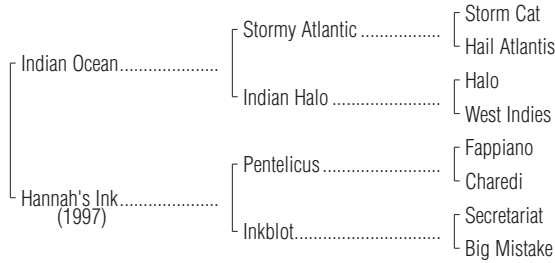 Storm Cat
Stormy Atlantic ..................
Hail Atlantis
Indian Ocean......................
Halo
Indian Halo .........................
West Indies
Fappiano
Pentelicus ...........................
Charedi
Hannah's Ink......................
(1997)
Secretariat
Inkblot.................................
Big Mistake